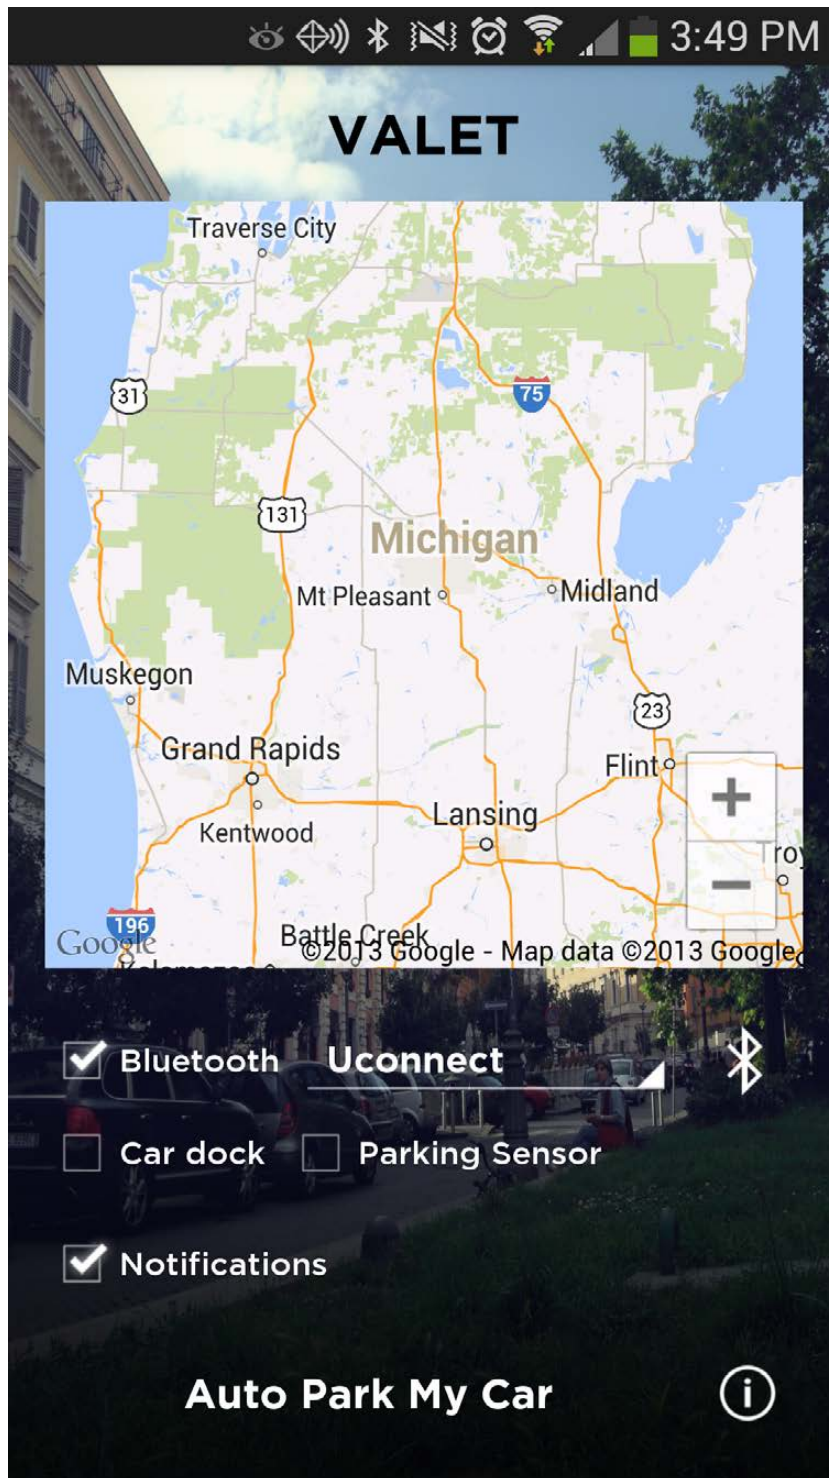 3:49 PM
VALET
Traverse City
31
75
131
Michigan
Mt Pleasant
Midland
Muskegon
23
Grand Rapids
Flint
+
Kentwood
Lansing
Troy
−
196
Google
Battle Creek
©2013 Google - Map data ©2013 Google
Kalamazoo
Bluetooth Uconnect
Car dock Parking Sensor
Notifications
Auto Park My Car
i